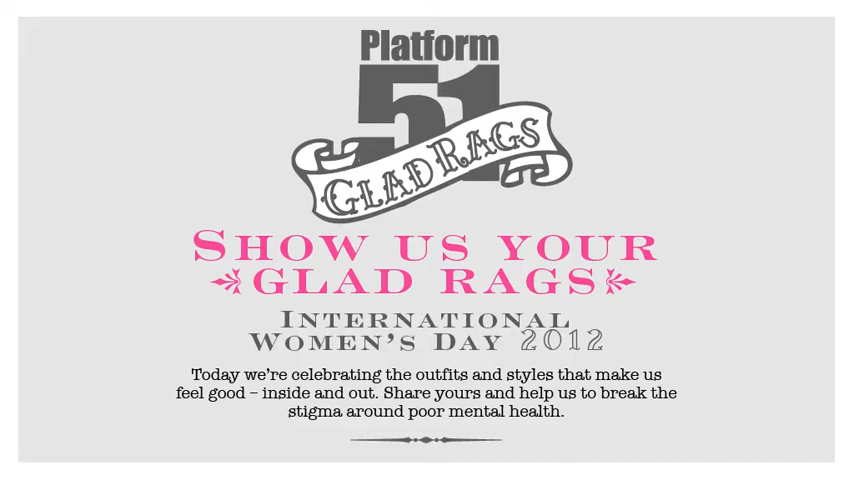 Platform
51
GLAD RAGS
SHOW US YOUR
GLAD RAGS
INTERNATIONAL
WOMEN'S DAY 2012
Today we're celebrating the outfits and styles that make us
feel good – inside and out. Share yours and help us to break the
stigma around poor mental health.